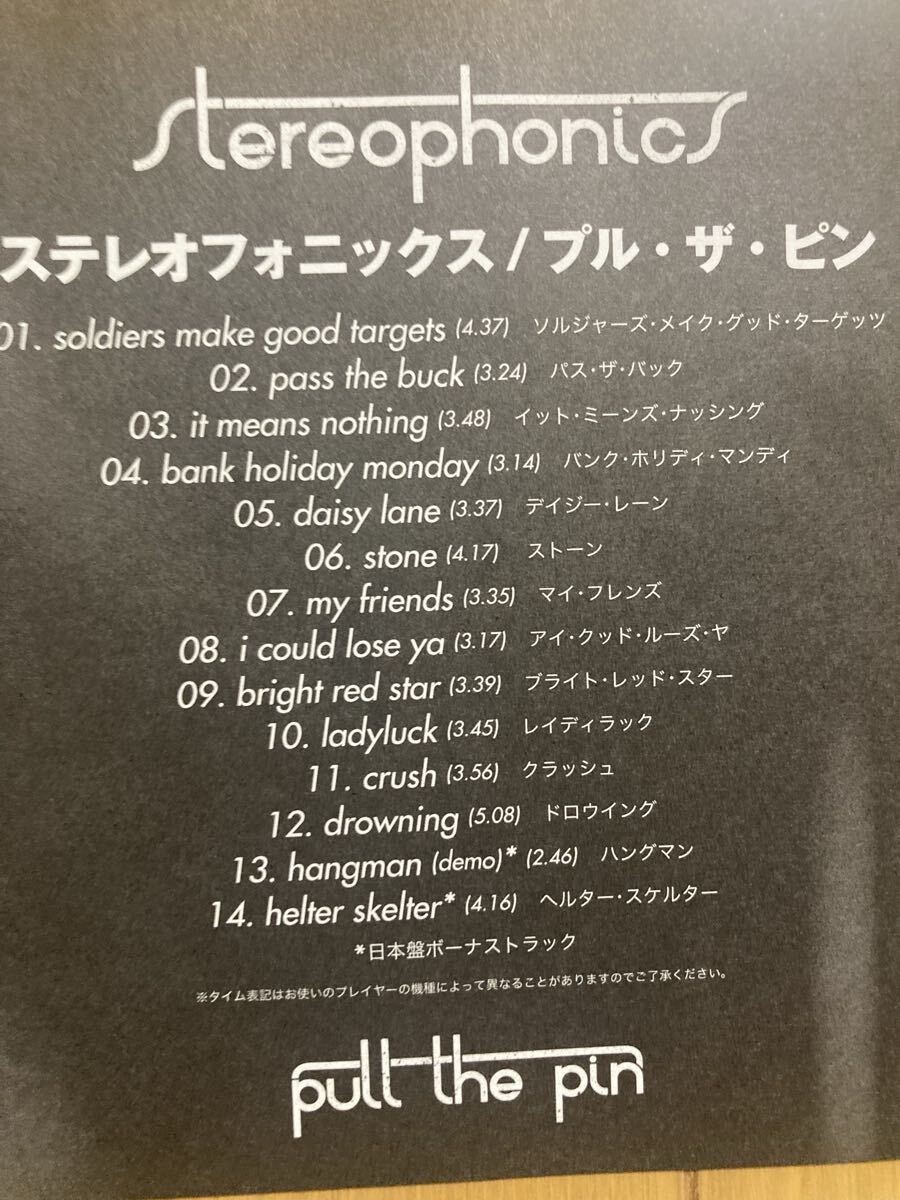 stereophonics
ステレオフォニックス / プル・ザ・ピン
01. soldiers make good targets (4.37) ソルジャーズ・メイク・グッド・ターゲッツ
02. pass the buck (3.24) パス・ザ・バック
03. it means nothing (3.48) イット・ミーンズ・ナッシング
04. bank holiday monday (3.14) バンク・ホリディ・マンディ
05. daisy lane (3.37) デイジー・レーン
06. stone (4.17) ストーン
07. my friends (3.35) マイ・フレンズ
08. i could lose ya (3.17) アイ・クッド・ルーズ・ヤ
09. bright red star (3.39) ブライト・レッド・スター
10. ladyluck (3.45) レイディラック
11. crush (3.56) クラッシュ
12. drowning (5.08) ドロウイング
13. hangman (demo)* (2.46) ハングマン
14. helter skelter* (4.16) ヘルター・スケルター
*日本盤ボーナストラック
※タイム表記はお使いのプレイヤーの機種によって異なることがありますのでご了承ください。
pull the pin